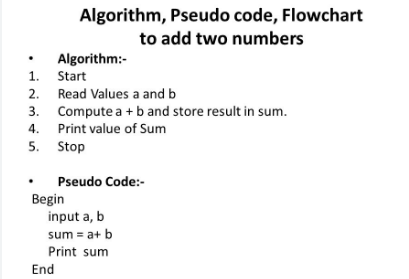 Algorithm, Pseudo code, Flowchart
to add two numbers
• Algorithm:-
1. Start
2. Read Values a and b
3. Compute a + b and store result in sum.
4. Print value of Sum
5. Stop
• Pseudo Code:-
Begin
input a, b
sum = a+ b
Print sum
End